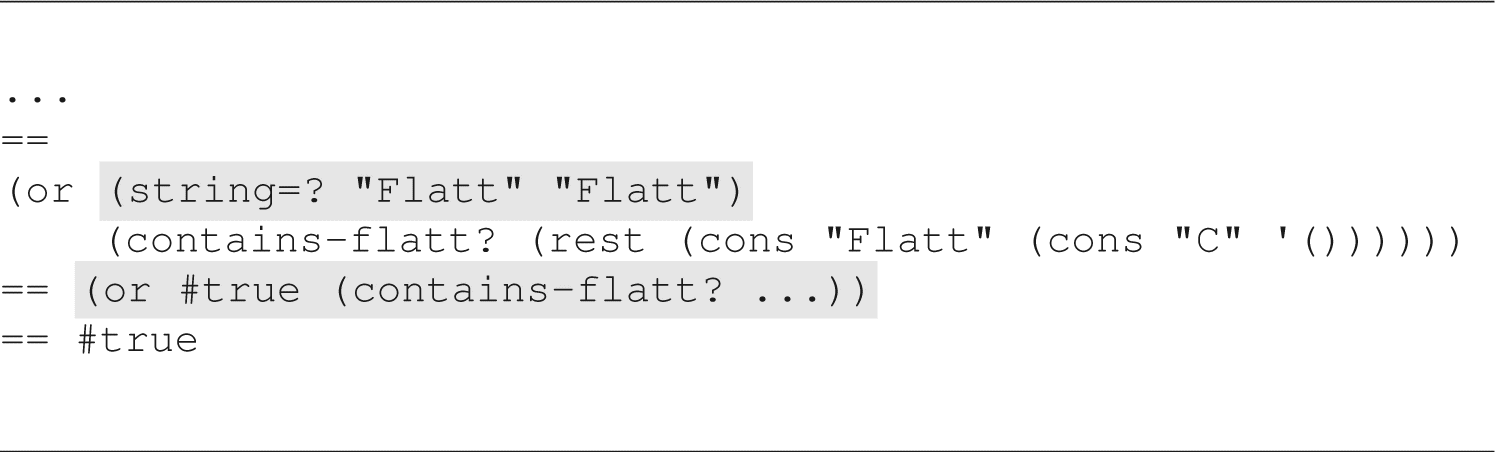 ...
==
(or (string=? "Flatt" "Flatt")
(contains-flatt? (rest (cons "Flatt" (cons "C" '())))))
== (or #true (contains-flatt? ...))
== #true